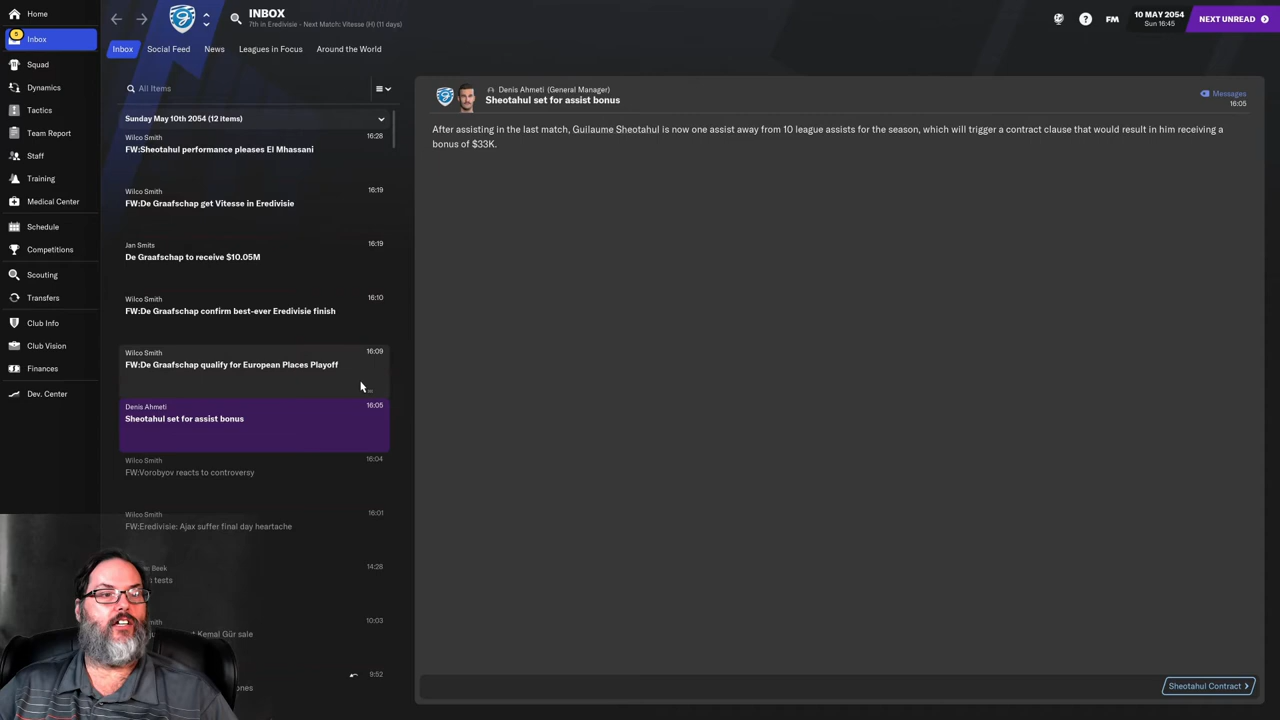 Home
INBOX
7th in Eredivisie - Next Match: Vitesse (H) (11 days)
FM
10 MAY 2054
Sun 16:45
NEXT UNREAD
5
Inbox
Squad
Dynamics
Tactics
Team Report
Staff
Training
Medical Center
Schedule
Competitions
Scouting
Transfers
Club Info
Club Vision
Finances
Dev. Center
Inbox
Social Feed
News
Leagues in Focus
Around the World
All Items
Sunday May 10th 2054 (12 items)
Wilco Smith 16:28
FW:Sheotahul performance pleases El Mhassani
Wilco Smith 16:19
FW:De Graafschap get Vitesse in Eredivisie
Jan Smits 16:19
De Graafschap to receive $10.05M
Wilco Smith 16:10
FW:De Graafschap confirm best-ever Eredivisie finish
Wilco Smith 16:09
FW:De Graafschap qualify for European Places Playoff
Denis Ahmeti 16:05
Sheotahul set for assist bonus
Wilco Smith 16:04
FW:Vorobyov reacts to controversy
Wilco Smith 16:01
FW:Eredivisie: Ajax suffer final day heartache
Beek 14:28
tests
10:03
Kemal Gür sale
9:52
Denis Ahmeti (General Manager)
Sheotahul set for assist bonus
Messages
16:05
After assisting in the last match, Guilaume Sheotahul is now one assist away from 10 league assists for the season, which will trigger a contract clause that would result in him receiving a
bonus of $33K.
Sheotahul Contract